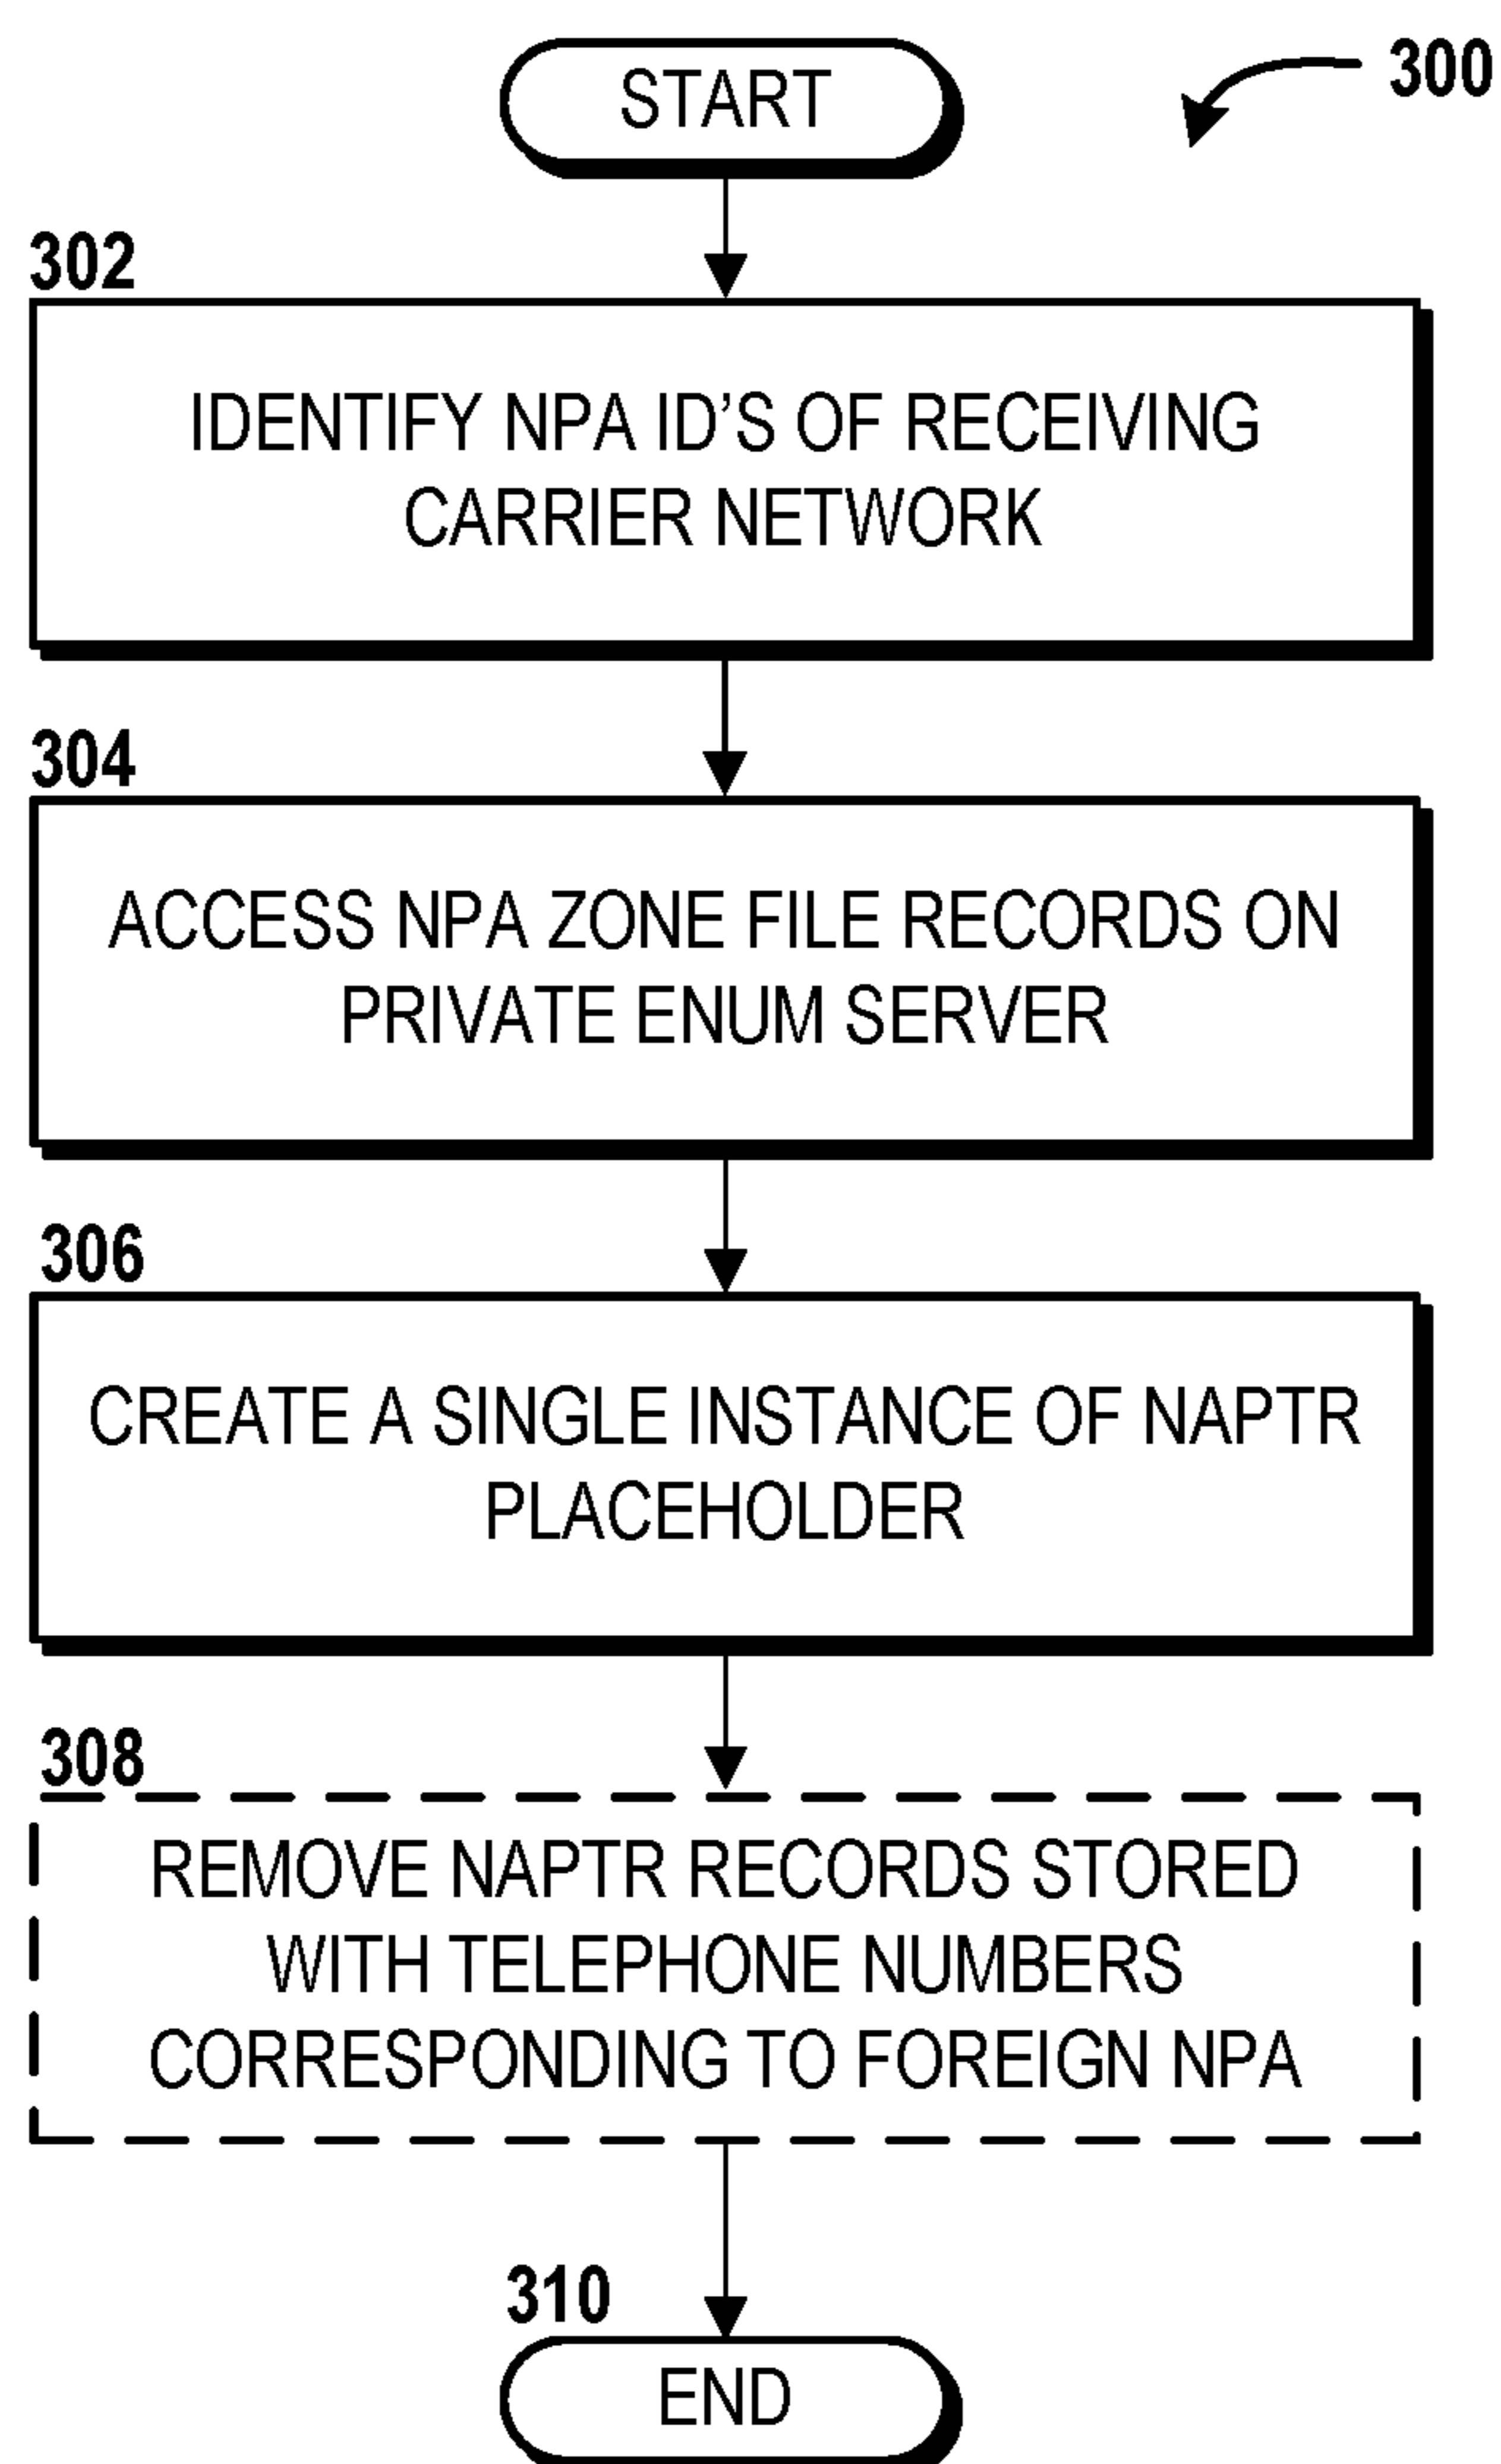 START
300
302
IDENTIFY NPA ID'S OF RECEIVING
CARRIER NETWORK
304
ACCESS NPA ZONE FILE RECORDS ON
PRIVATE ENUM SERVER
306
CREATE A SINGLE INSTANCE OF NAPTR
PLACEHOLDER
308
REMOVE NAPTR RECORDS STORED
WITH TELEPHONE NUMBERS
CORRESPONDING TO FOREIGN NPA
310
END